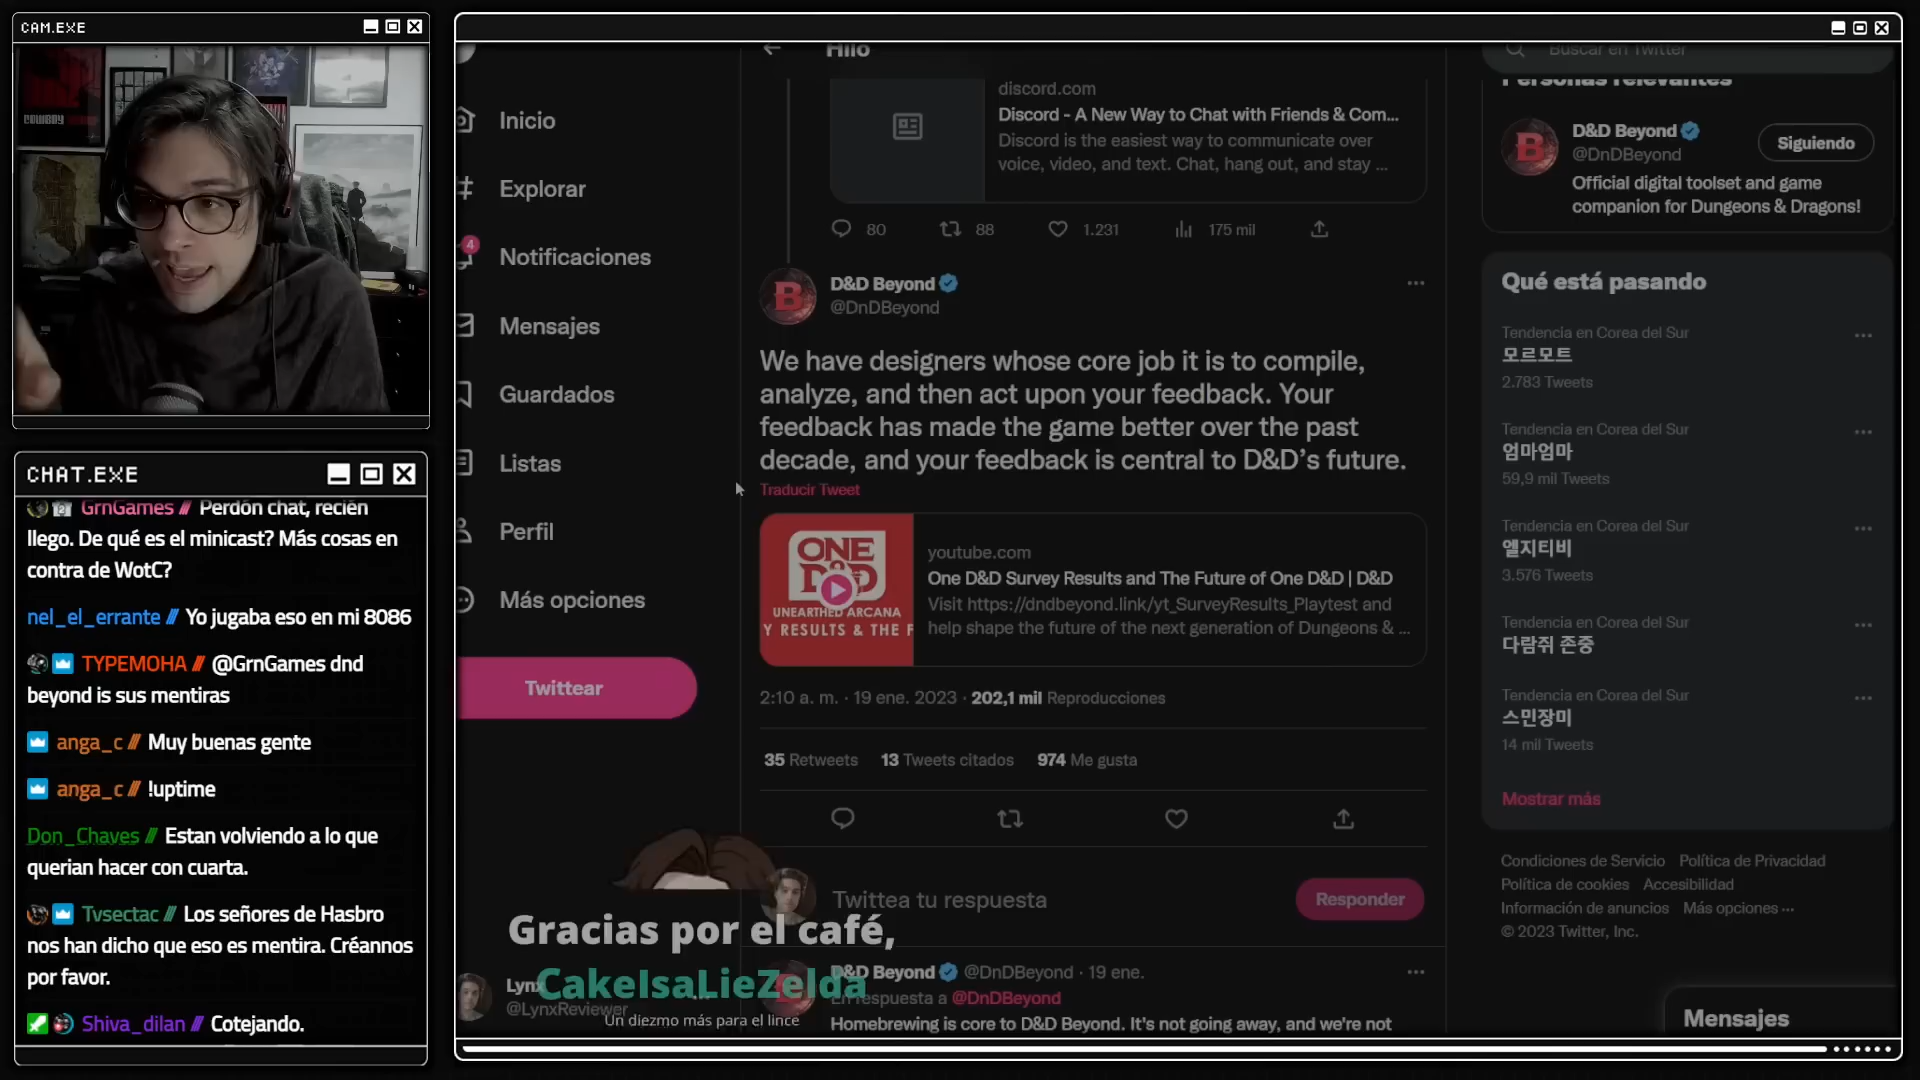 CAM.EXE
COWBOY
CHAT.EXE
GrnGames // Perdón chat, recién
llego. De qué es el minicast? Más cosas en
contra de WotC?
nel_el_errante // Yo jugaba eso en mi 8086
TYPEMOHA // @GrnGames dnd
beyond is sus mentiras
anga_c // Muy buenas gente
anga_c // !uptime
Don_Chaves // Estan volviendo a lo que
querian hacer con cuarta.
Tvsectac // Los señores de Hasbro
nos han dicho que eso es mentira. Créannos
por favor.
Shiva_dilan // Cotejando.
Inicio
Explorar
4
Notificaciones
Mensajes
Guardados
Listas
Perfil
Más opciones
Twittear
Lynx
@LynxReviewer
Hilo
discord.com
Discord - A New Way to Chat with Friends & Com...
Discord is the easiest way to communicate over
voice, video, and text. Chat, hang out, and stay ...
80 88 1.231 175 mil
D&D Beyond
@DnDBeyond
We have designers whose core job it is to compile,
analyze, and then act upon your feedback. Your
feedback has made the game better over the past
decade, and your feedback is central to D&D’s future.
Traducir Tweet
ONE
D&D
UNEARTHED ARCANA
Y RESULTS & THE F
youtube.com
One D&D Survey Results and The Future of One D&D | D&D
Visit https://dndbeyond.link/yt_SurveyResults_Playtest and
help shape the future of the next generation of Dungeons & ...
2:10 a. m. · 19 ene. 2023 · 202,1 mil Reproducciones
35 Retweets 13 Tweets citados 974 Me gusta
Twittea tu respuesta
Responder
D&D Beyond @DnDBeyond · 19 ene.
En respuesta a @DnDBeyond
Homebrewing is core to D&D Beyond. It's not going away, and we're not
Gracias por el café,
CakeIsaLieZelda
Un diezmo más para el lince
Buscar en Twitter
Personas relevantes
D&D Beyond
@DnDBeyond
Siguiendo
Official digital toolset and game
companion for Dungeons & Dragons!
Qué está pasando
Tendencia en Corea del Sur
모르모트
2.783 Tweets
Tendencia en Corea del Sur
엄마엄마
59,9 mil Tweets
Tendencia en Corea del Sur
앨지티비
3.576 Tweets
Tendencia en Corea del Sur
다람쥐 존중
Tendencia en Corea del Sur
스민장미
14 mil Tweets
Mostrar más
Condiciones de Servicio Política de Privacidad
Política de cookies Accesibilidad
Información de anuncios Más opciones ···
© 2023 Twitter, Inc.
Mensajes